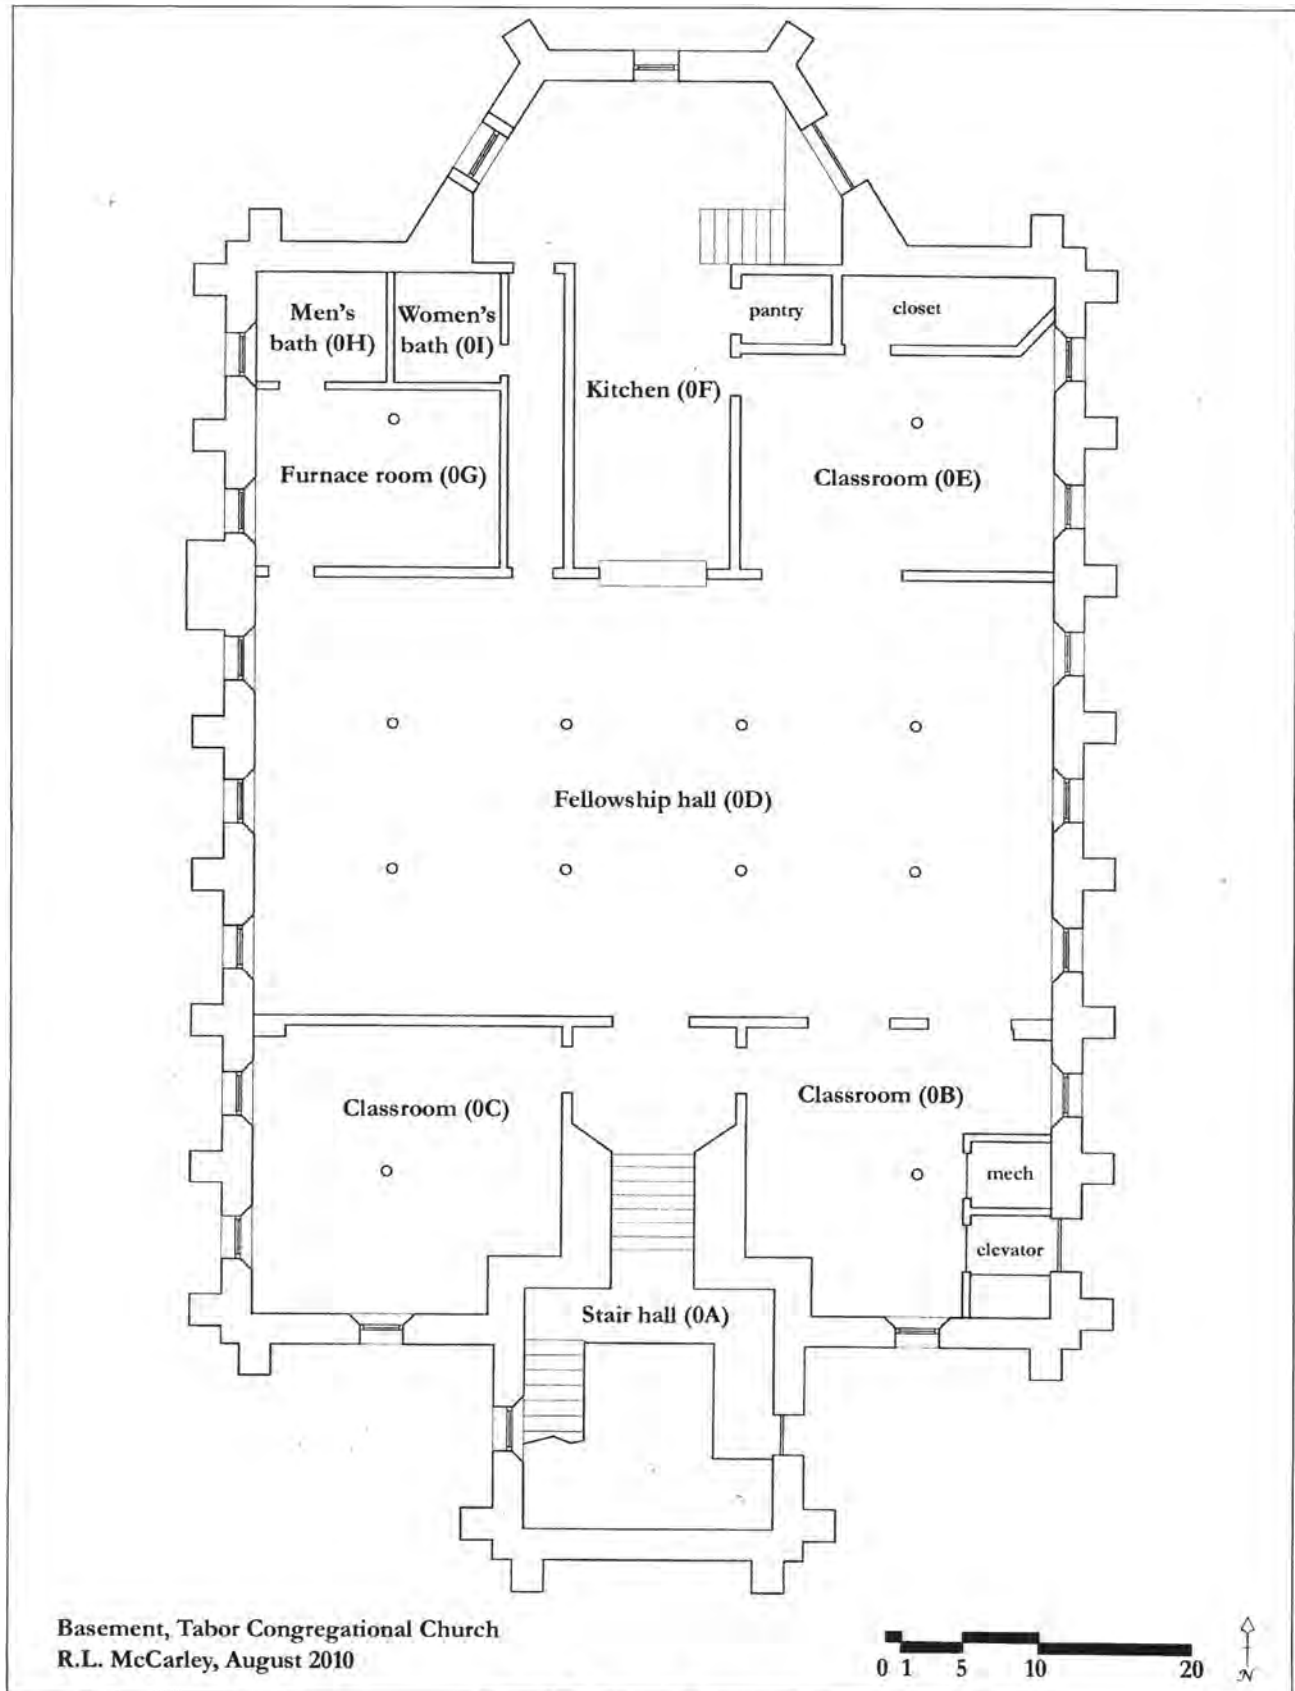 Men's
bath (0H)
Women's
bath (0I)
pantry
closet
Kitchen (0F)
Furnace room (0G)
Classroom (0E)
Fellowship hall (0D)
Classroom (0C)
Classroom (0B)
mech
elevator
Stair hall (0A)
Basement, Tabor Congregational Church
R.L. McCarley, August 2010
0 1 5 10 20
N